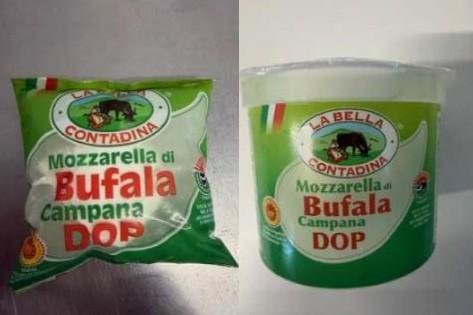 LA BELLA
CONTADINA
Mozzarella di
Bufala
Campana
DOP
LA BELLA
CONTADINA
Mozzarella di
Bufala
Campana
DOP